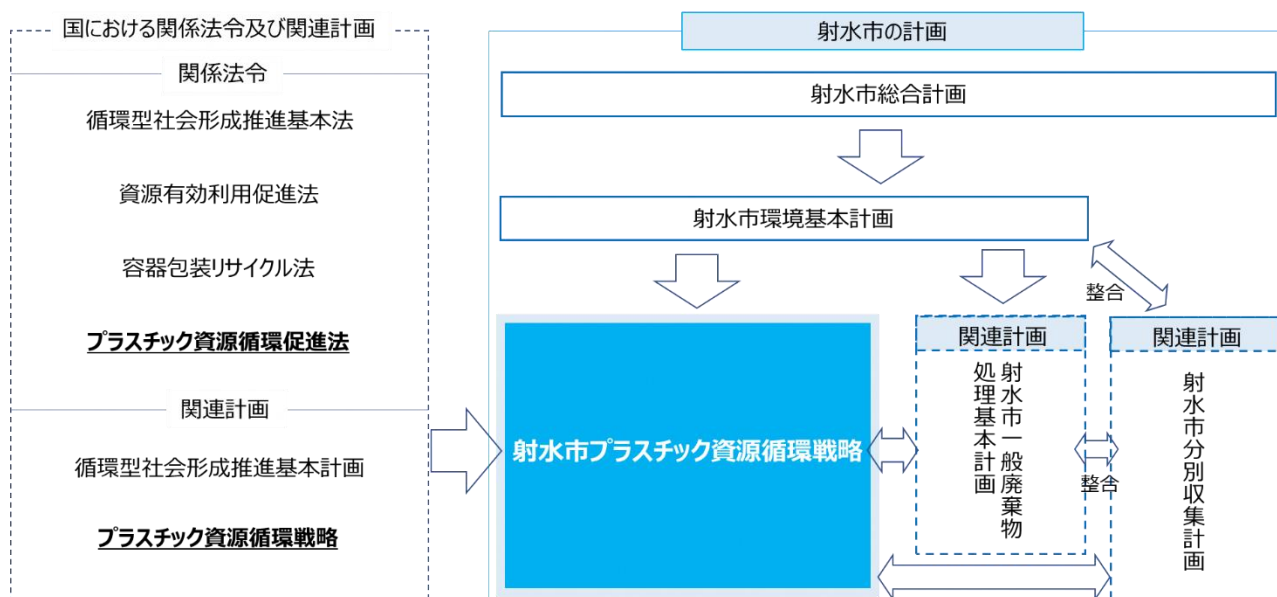 国における関係法令及び関連計画
関係法令
循環型社会形成推進基本法
資源有効利用促進法
容器包装リサイクル法
プラスチック資源循環促進法
関連計画
循環型社会形成推進基本計画
プラスチック資源循環戦略
射水市の計画
射水市総合計画
射水市環境基本計画
整合
射水市プラスチック資源循環戦略
関連計画
射水市一般廃棄物
処理基本計画
整合
関連計画
射水市分別収集計画